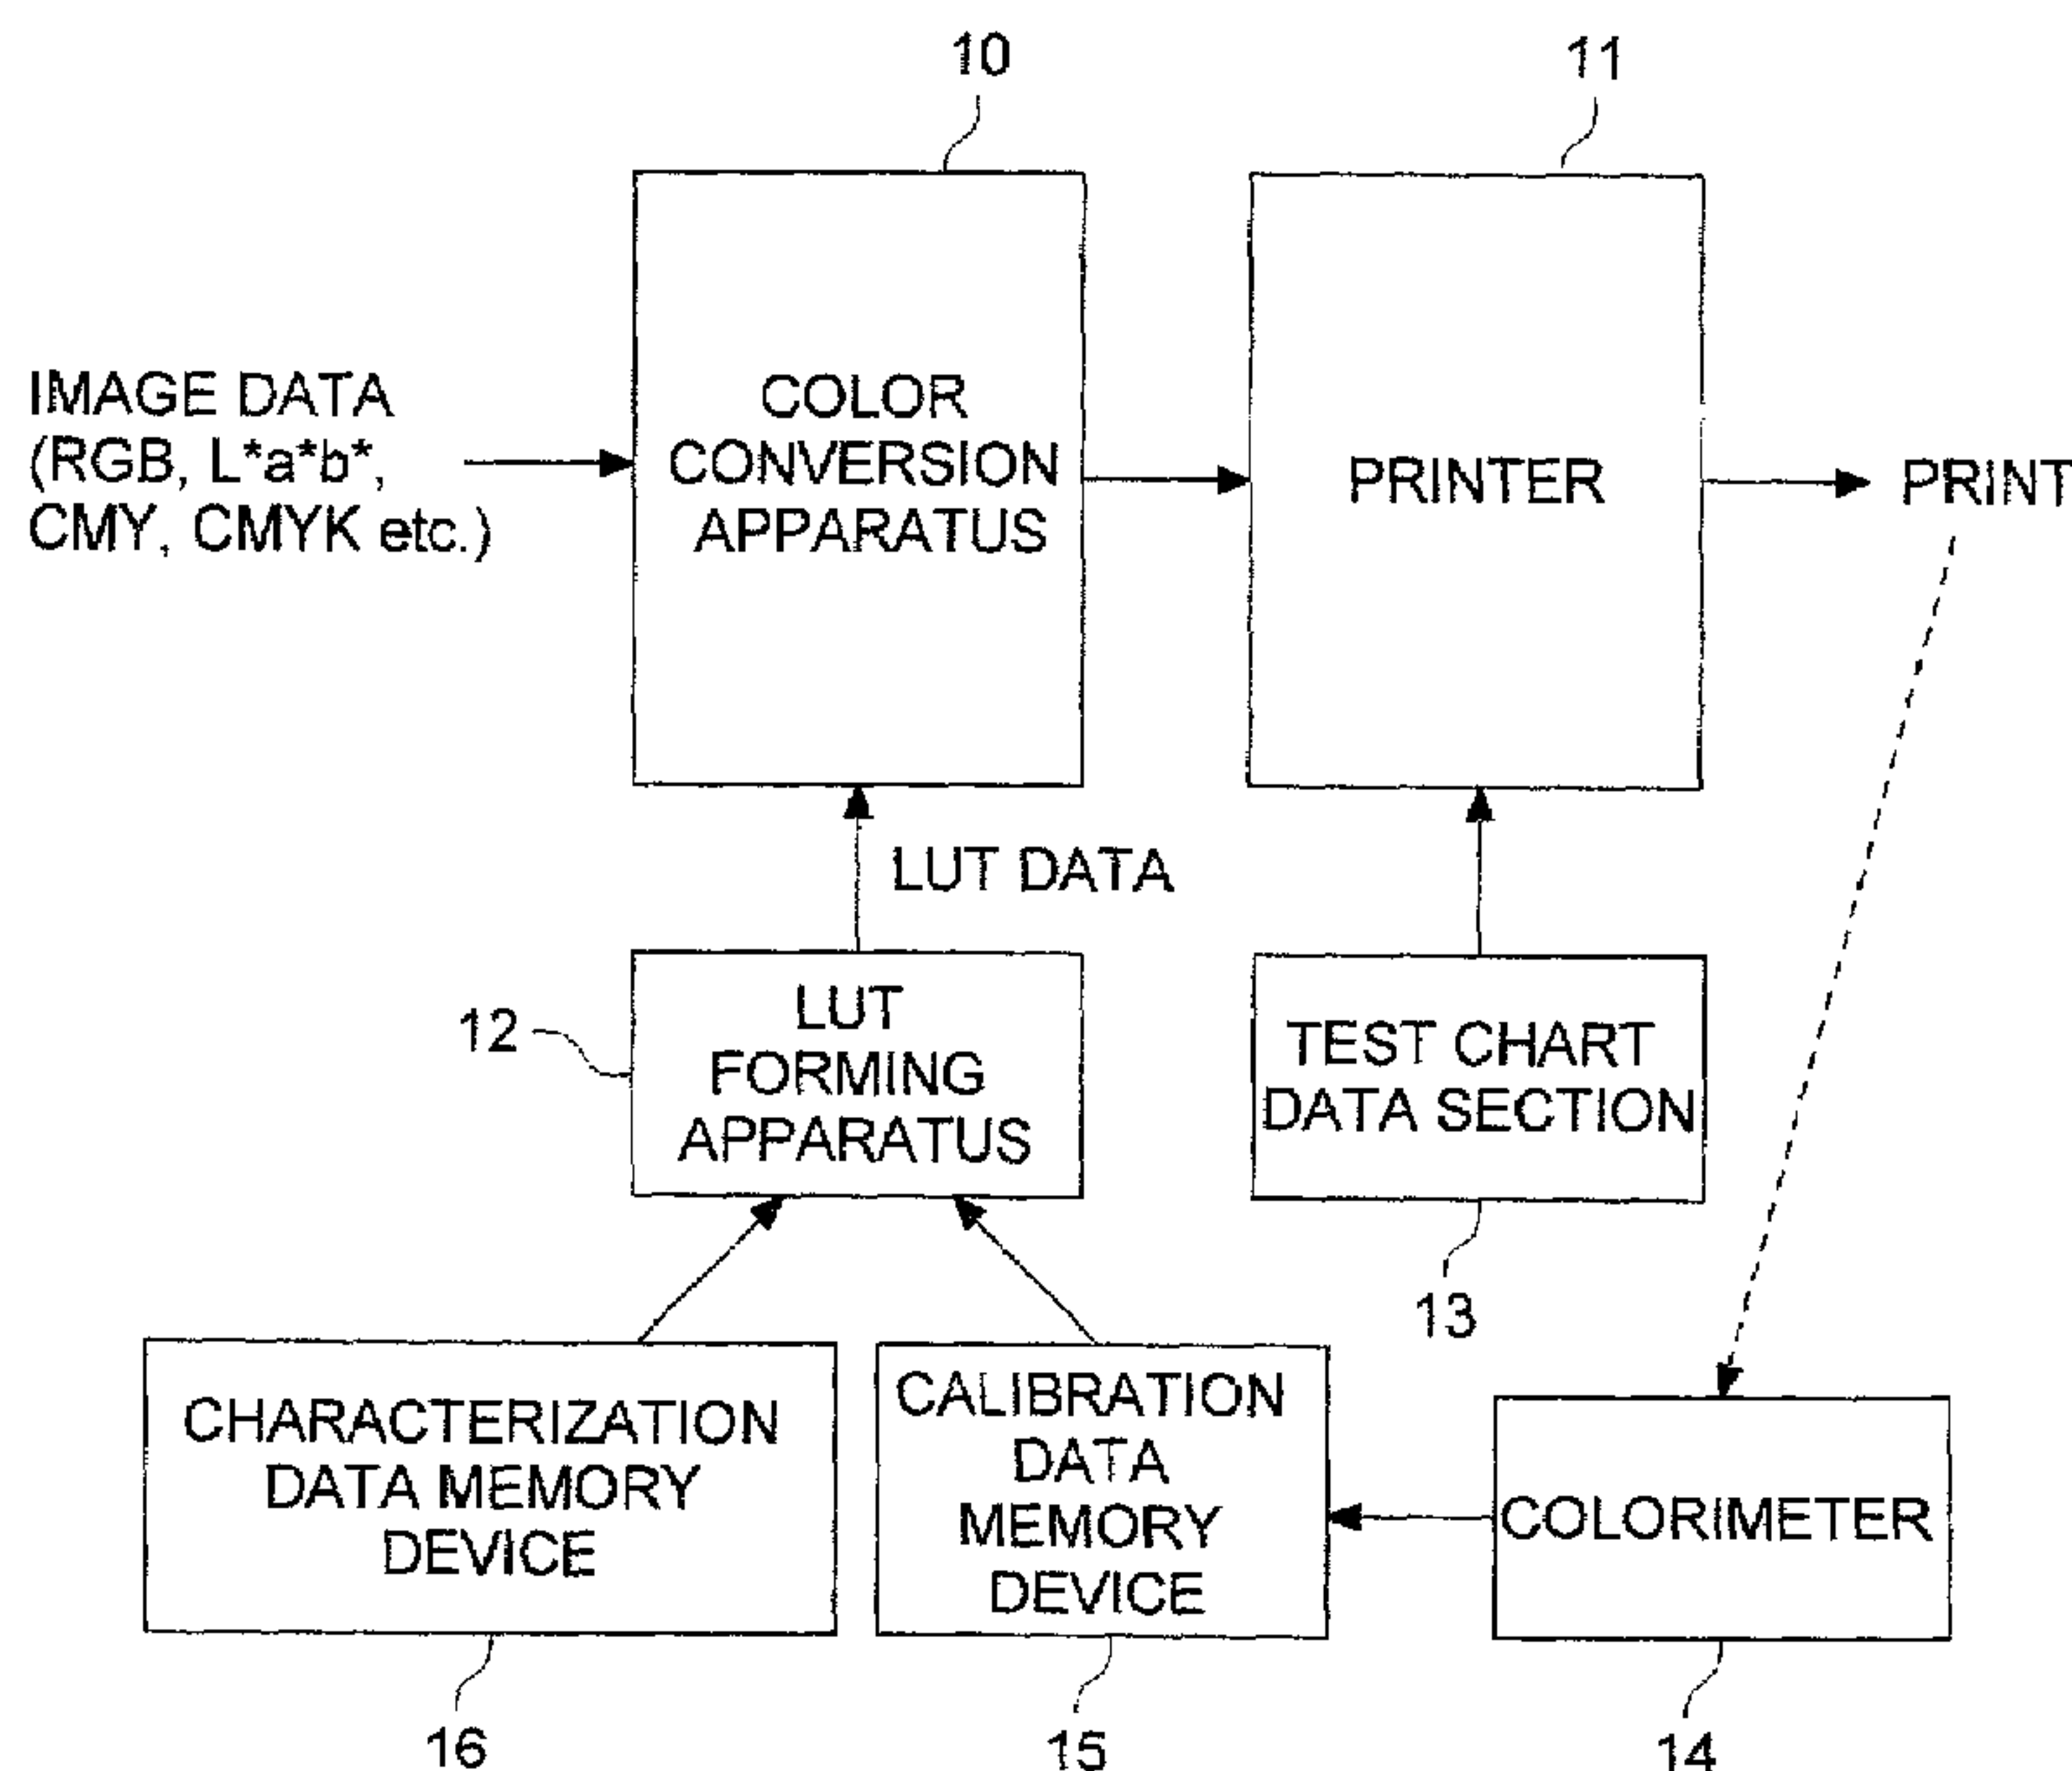 10
11
IMAGE DATA
(RGB, L*a*b*,
CMY, CMYK etc.)
COLOR
CONVERSION
APPARATUS
PRINTER
PRINT
LUT DATA
12
LUT
FORMING
APPARATUS
TEST CHART
DATA SECTION
13
CHARACTERIZATION
DATA MEMORY
DEVICE
CALIBRATION
DATA
MEMORY
DEVICE
COLORIMETER
16
15
14